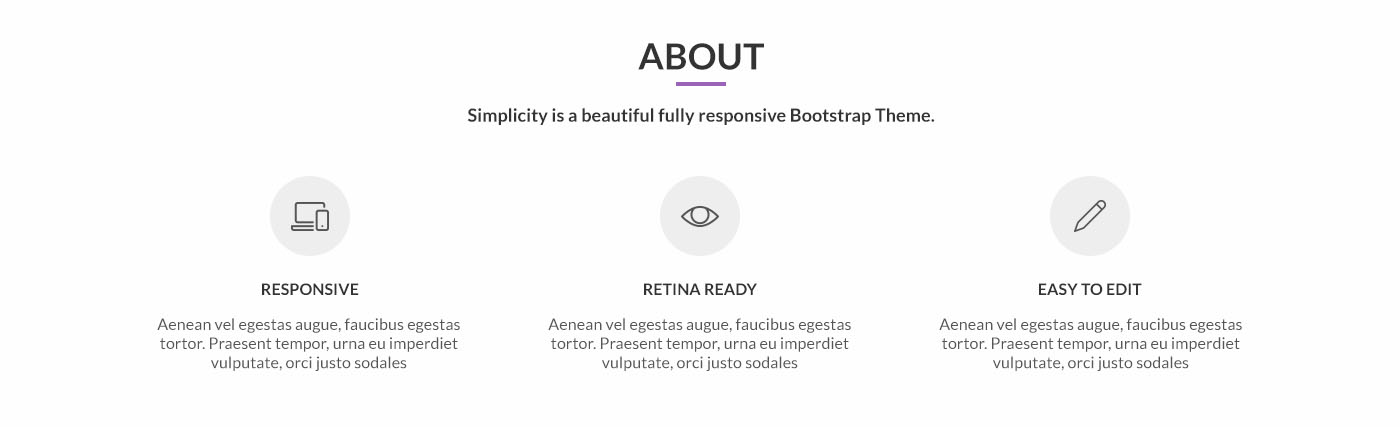 ABOUT
Simplicity is a beautiful fully responsive Bootstrap Theme.
RESPONSIVE
Aenean vel egestas augue, faucibus egestas
tortor. Praesent tempor, urna eu imperdiet
vulputate, orci justo sodales
RETINA READY
Aenean vel egestas augue, faucibus egestas
tortor. Praesent tempor, urna eu imperdiet
vulputate, orci justo sodales
EASY TO EDIT
Aenean vel egestas augue, faucibus egestas
tortor. Praesent tempor, urna eu imperdiet
vulputate, orci justo sodales